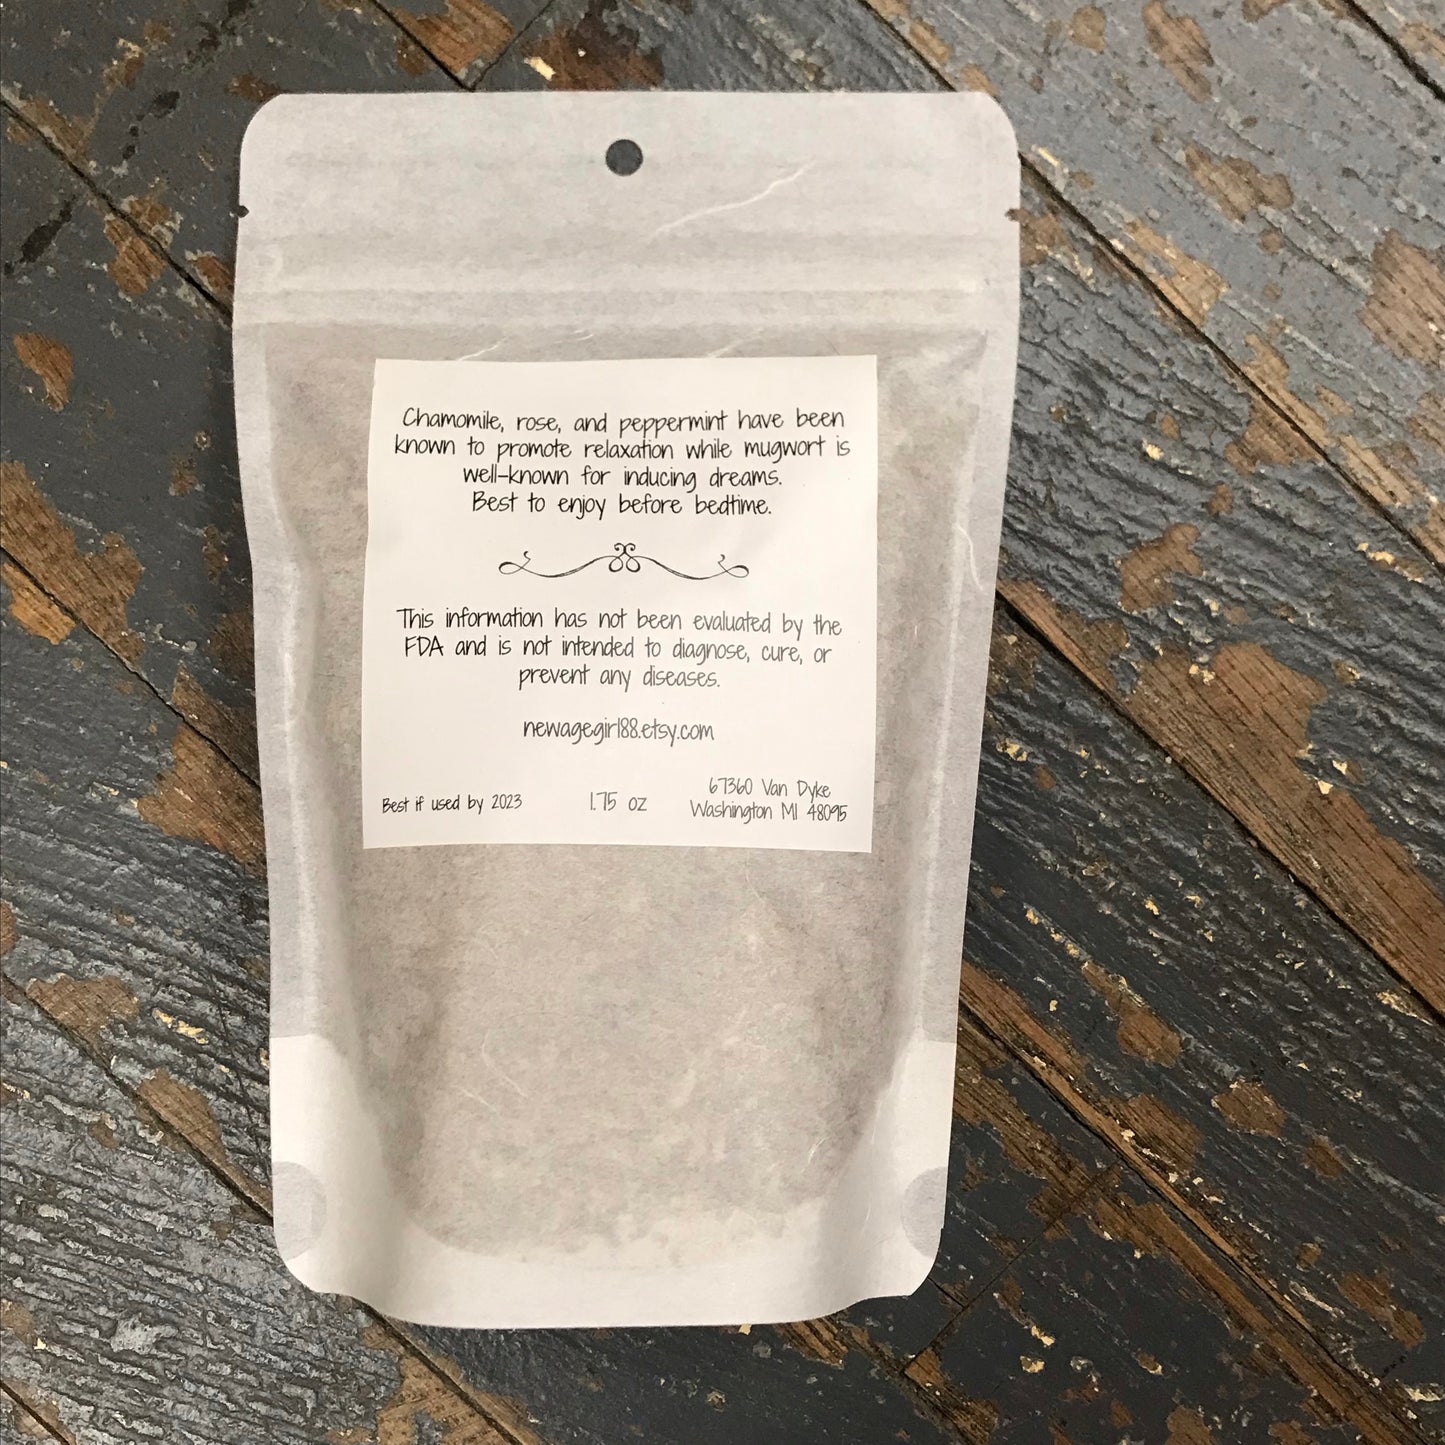 Chamomile, rose, and peppermint have been
known to promote relaxation while mugwort is
well-known for inducing dreams.
Best to enjoy before bedtime.
This information has not been evaluated by the
FDA and is not intended to diagnose, cure, or
prevent any diseases.
newagegirl88.etsy.com
Best if used by 2023
1.75 oz
67360 Van Dyke
Washington MI 48095